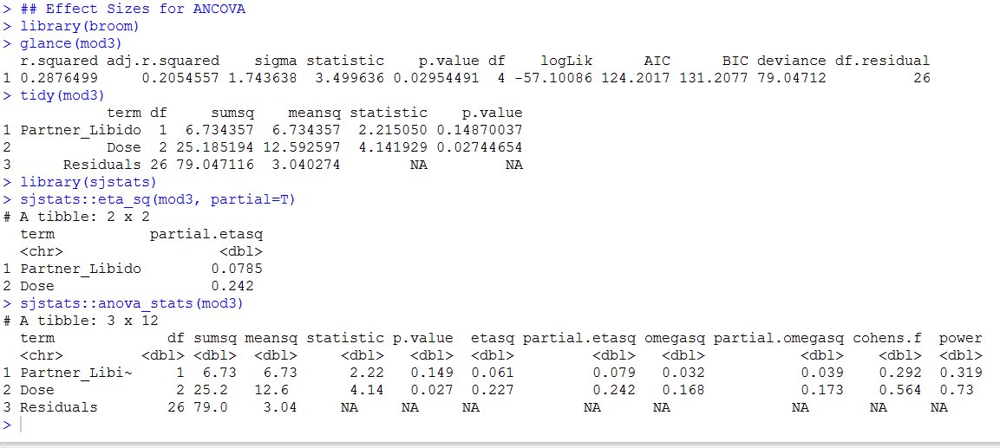 > ## Effect Sizes for ANCOVA
> library(broom)
> glance(mod3)
  r.squared adj.r.squared    sigma statistic    p.value df    logLik      AIC      BIC deviance df.residual
1 0.2876499     0.2054557 1.743638  3.499636 0.02954491  4 -57.10086 124.2017 131.2077 79.04712          26
> tidy(mod3)
            term df     sumsq    meansq statistic    p.value
1 Partner_Libido  1  6.734357  6.734357  2.215050 0.14870037
2           Dose  2 25.185194 12.592597  4.141929 0.02744654
3      Residuals 26 79.047116  3.040274        NA         NA
> library(sjstats)
> sjstats::eta_sq(mod3, partial=T)
# A tibble: 2 x 2
  term           partial.etasq
  <chr>                  <dbl>
1 Partner_Libido        0.0785
2 Dose                  0.242
> sjstats::anova_stats(mod3)
# A tibble: 3 x 12
  term             df sumsq meansq statistic p.value  etasq partial.etasq omegasq partial.omegasq cohens.f  power
  <chr>         <dbl> <dbl>  <dbl>     <dbl>   <dbl>  <dbl>         <dbl>   <dbl>           <dbl>    <dbl>  <dbl>
1 Partner_Libi~     1  6.73   6.73      2.22   0.149  0.061         0.079   0.032           0.039    0.292  0.319
2 Dose              2 25.2   12.6       4.14   0.027  0.227         0.242   0.168           0.173    0.564  0.73
3 Residuals        26 79.0    3.04     NA     NA     NA            NA      NA              NA       NA     NA
>